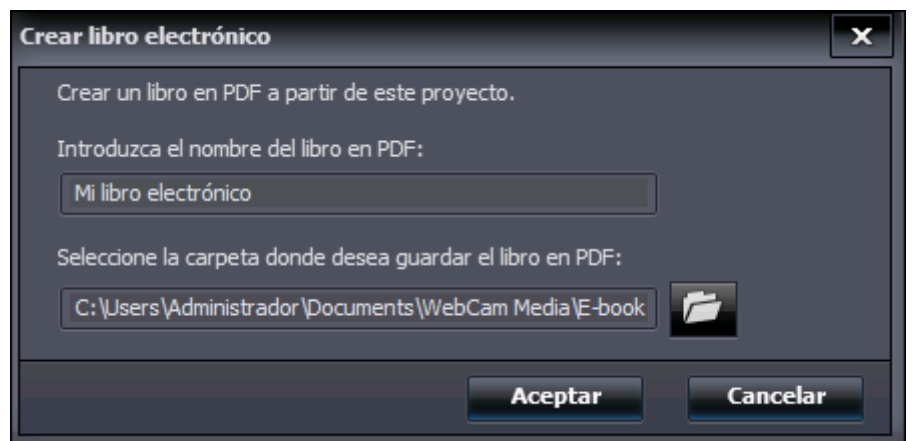 Crear libro electrónico
Crear un libro en PDF a partir de este proyecto.
Introduzca el nombre del libro en PDF:
Mi libro electrónico
Seleccione la carpeta donde desea guardar el libro en PDF:
C:\Users\Administrador\Documents\WebCam Media\E-book
Aceptar Cancelar